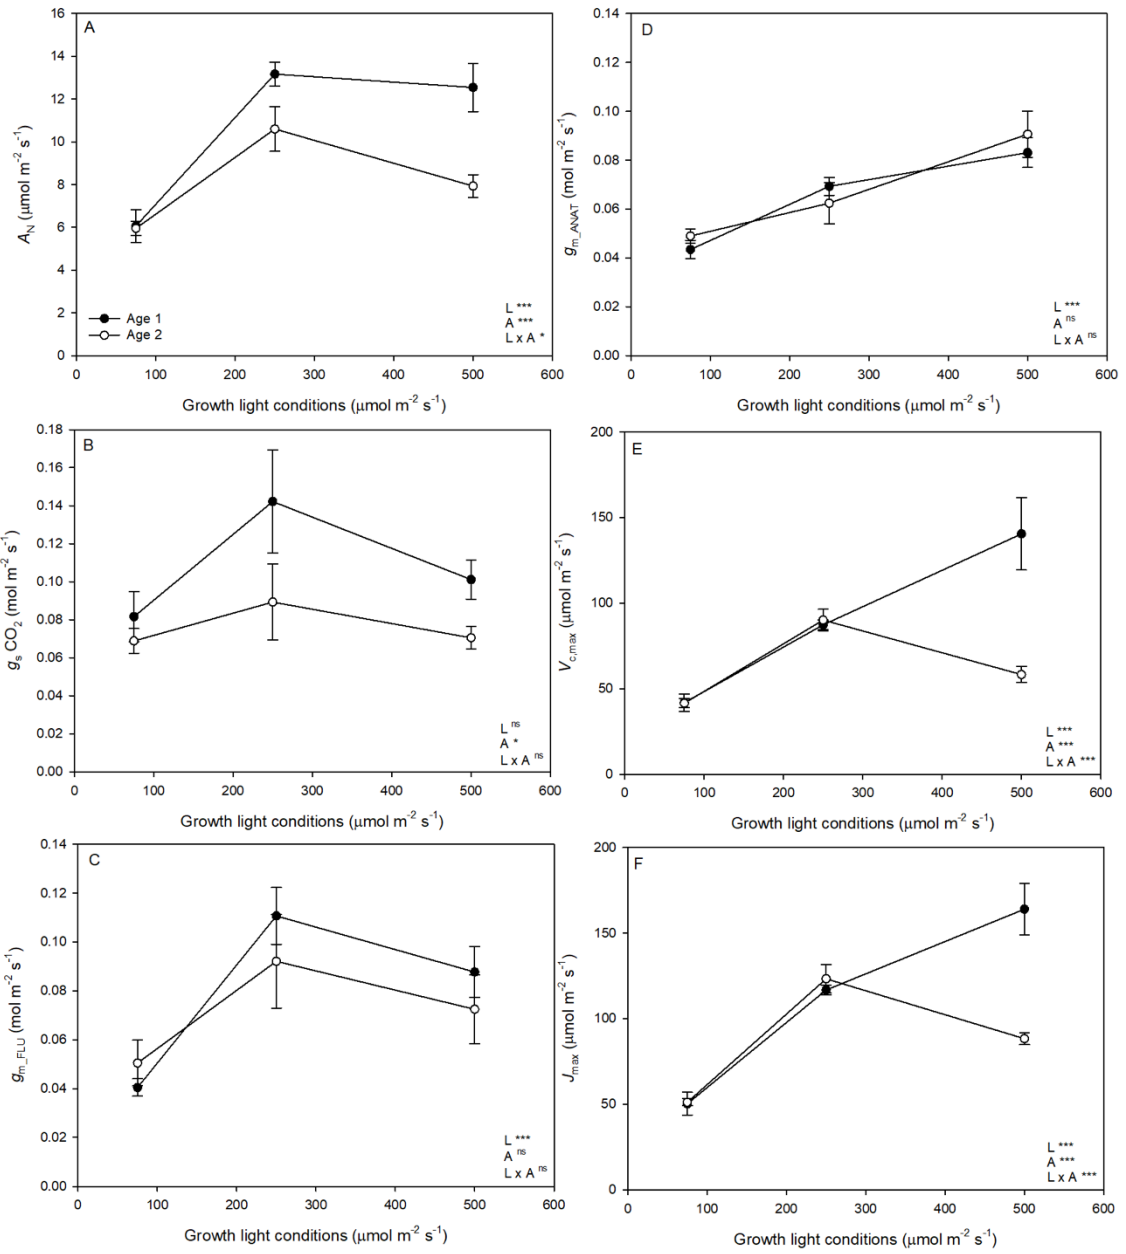 A
16
14
12
10
8
6
4
2
0
A_N (μmol m⁻² s⁻¹)
Age 1
Age 2
L ***
A ***
L x A *
0 100 200 300 400 500 600
Growth light conditions (μmol m⁻² s⁻¹)
B
0.18
0.16
0.14
0.12
0.10
0.08
0.06
0.04
0.02
0.00
g_s CO₂ (mol m⁻² s⁻¹)
L ns
A *
L x A ns
0 100 200 300 400 500 600
Growth light conditions (μmol m⁻² s⁻¹)
C
0.14
0.12
0.10
0.08
0.06
0.04
0.02
0.00
g_m_FLU (mol m⁻² s⁻¹)
L ***
A ns
L x A ns
0 100 200 300 400 500 600
Growth light conditions (μmol m⁻² s⁻¹)
D
0.14
0.12
0.10
0.08
0.06
0.04
0.02
0.00
g_m_ANAT (mol m⁻² s⁻¹)
L ***
A ns
L x A ns
0 100 200 300 400 500 600
Growth light conditions (μmol m⁻² s⁻¹)
E
200
150
100
50
0
V_c,max (μmol m⁻² s⁻¹)
L ***
A ***
L x A ***
0 100 200 300 400 500 600
Growth light conditions (μmol m⁻² s⁻¹)
F
200
150
100
50
0
J_max (μmol m⁻² s⁻¹)
L ***
A ***
L x A ***
0 100 200 300 400 500 600
Growth light conditions (μmol m⁻² s⁻¹)